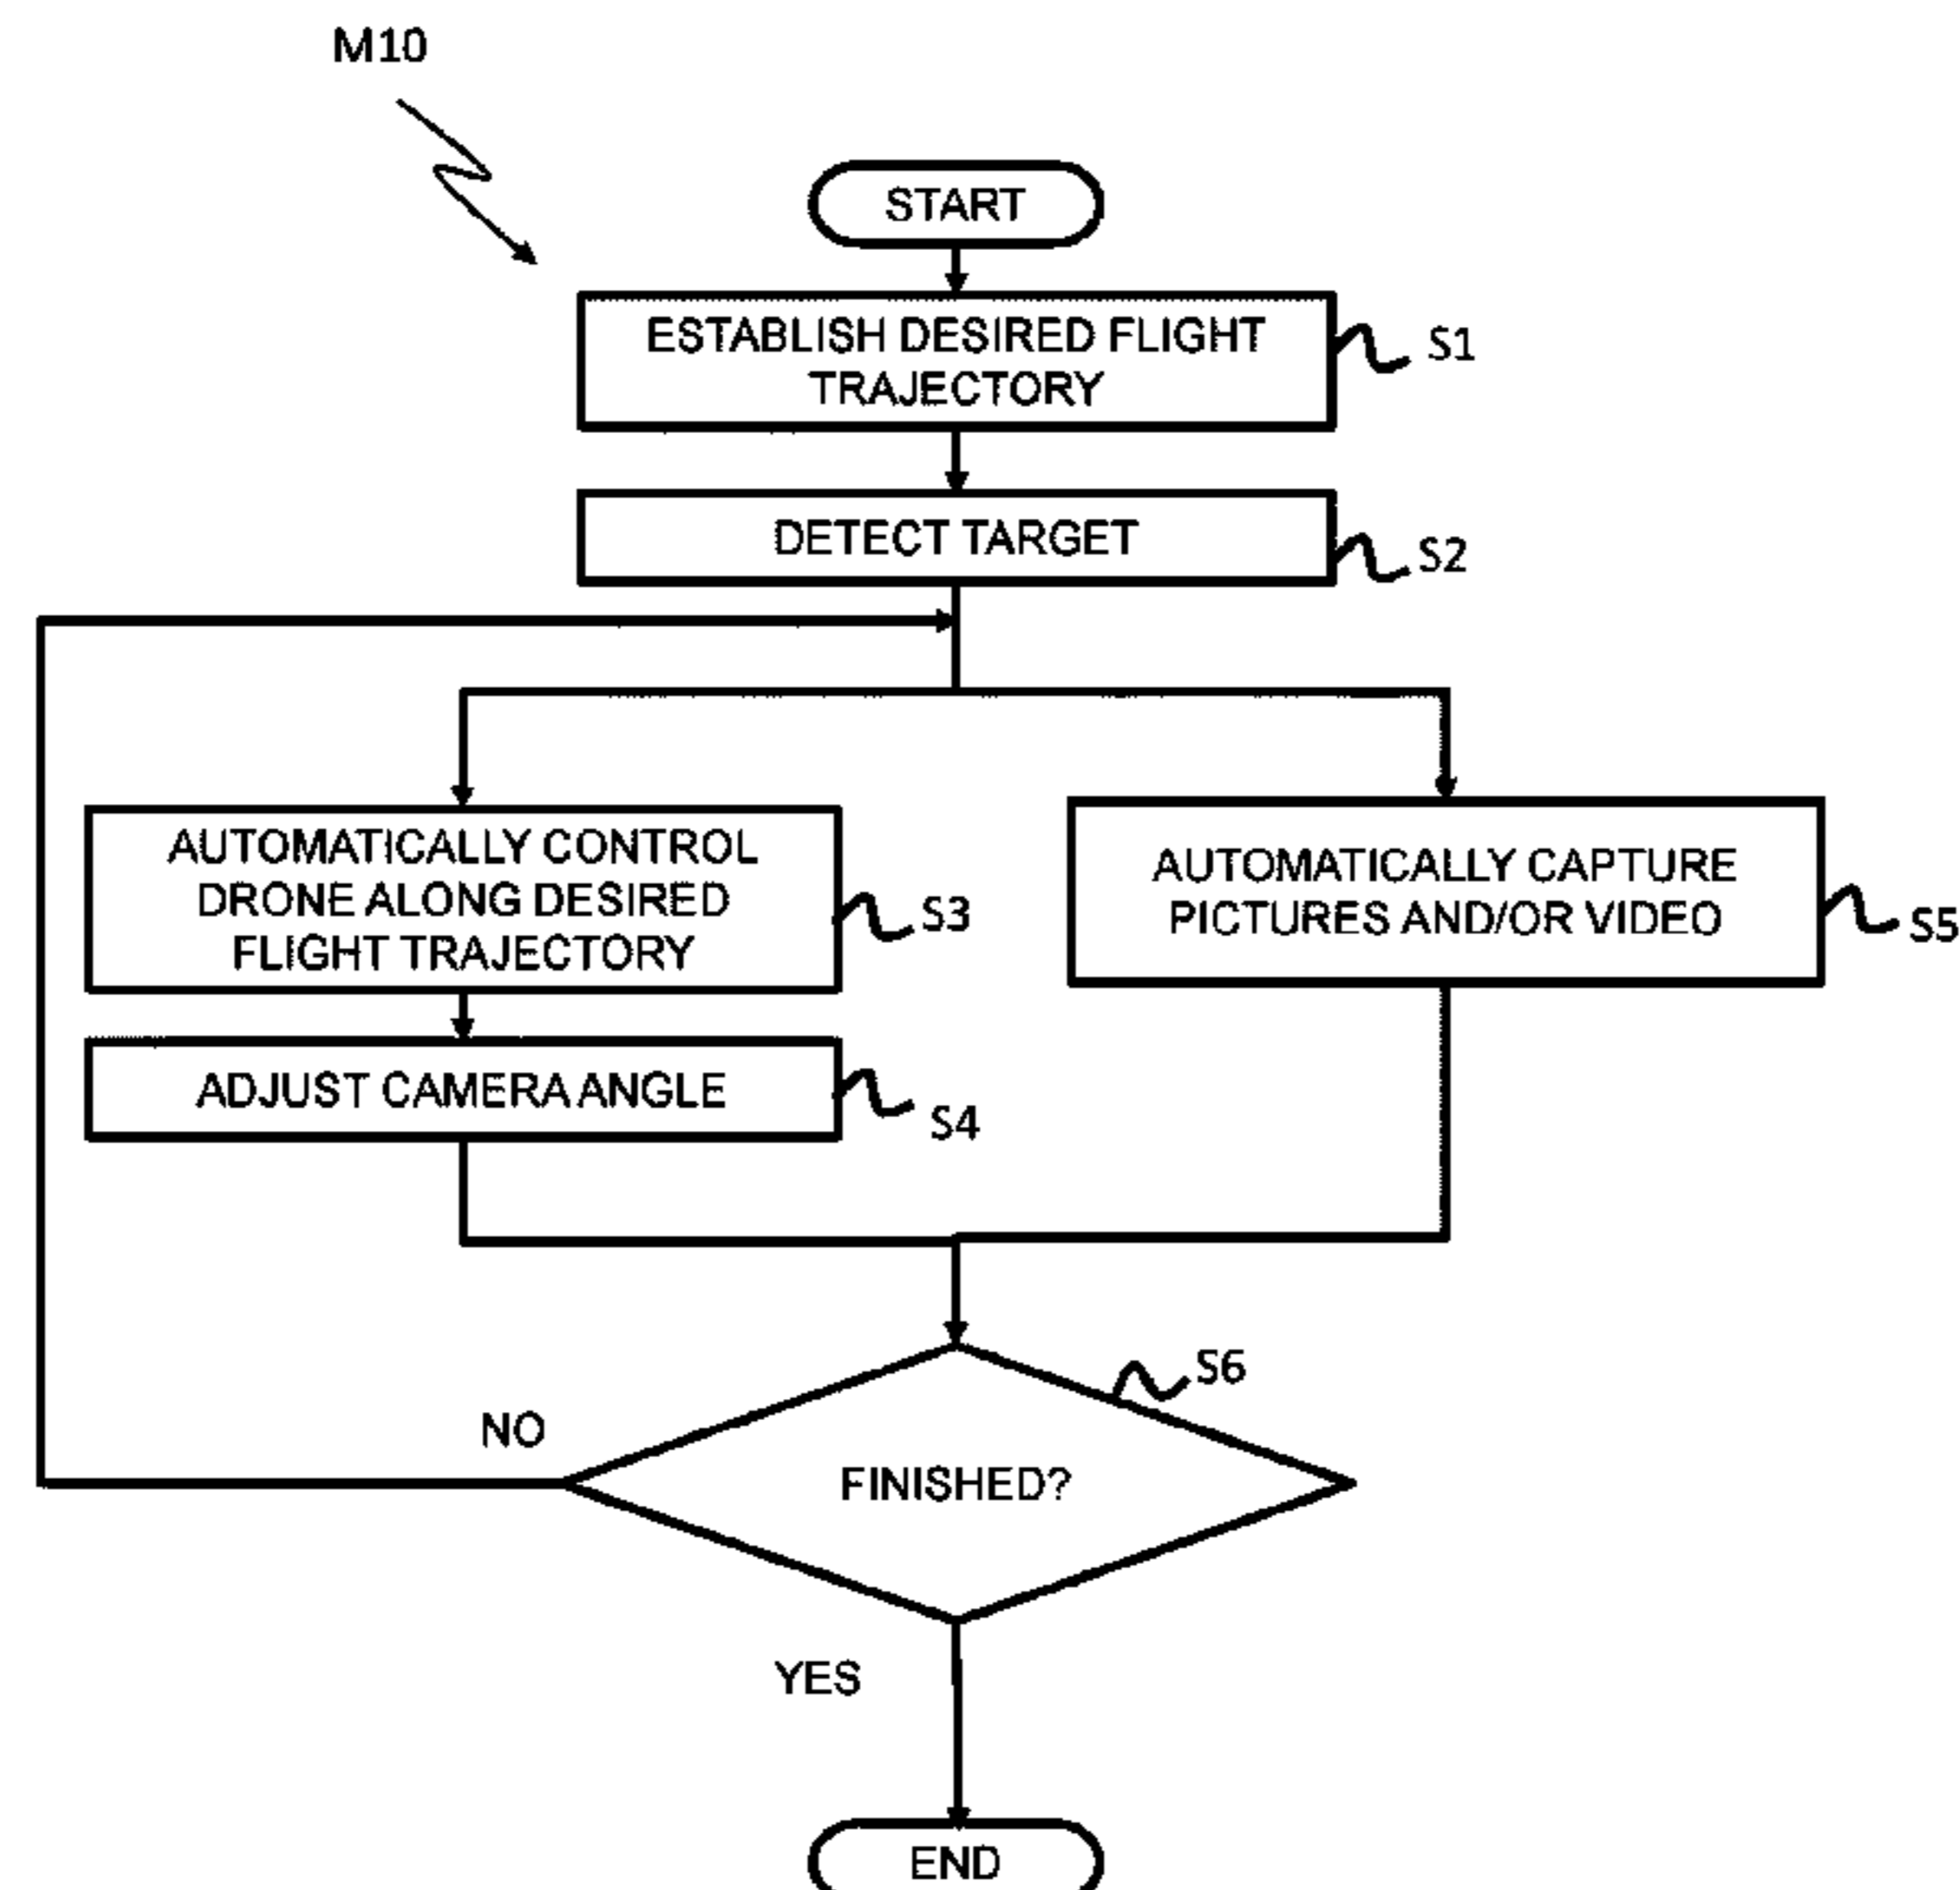 M10
START
ESTABLISH DESIRED FLIGHT
TRAJECTORY
S1
DETECT TARGET
S2
AUTOMATICALLY CONTROL
DRONE ALONG DESIRED
FLIGHT TRAJECTORY
S3
AUTOMATICALLY CAPTURE
PICTURES AND/OR VIDEO
S5
ADJUST CAMERA ANGLE
S4
S6
NO
FINISHED?
YES
END